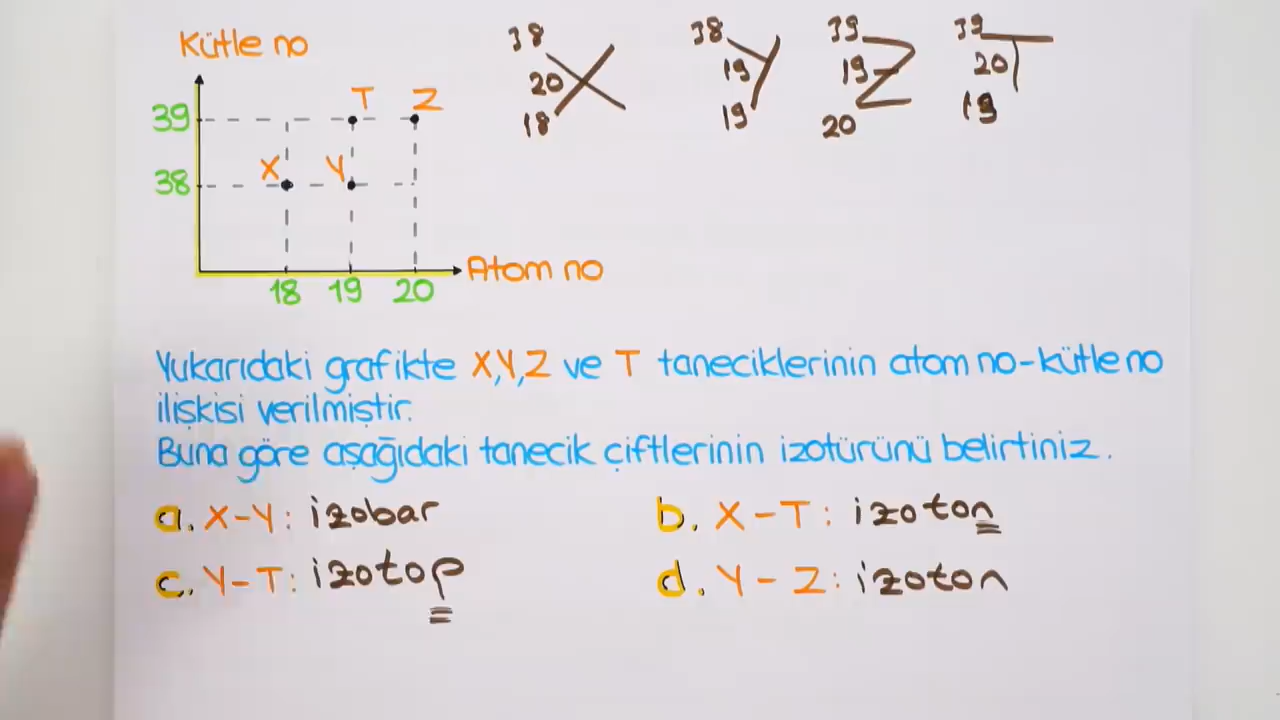 Kütle no
38 X 20 18
38 Y 19 19
39 Z 19 20
39 T 20 19
39 T Z
38 X Y
Atom no
18 19 20
Yukarıdaki grafikte X,Y,Z ve T taneciklerinin atom no-kütle no
ilişkisi verilmiştir.
Buna göre aşağıdaki tanecik çiftlerinin izotürünü belirtiniz.
a. X-Y: izobar
b. X-T: izoton
c. Y-T: izotop
d. Y-Z: izoton